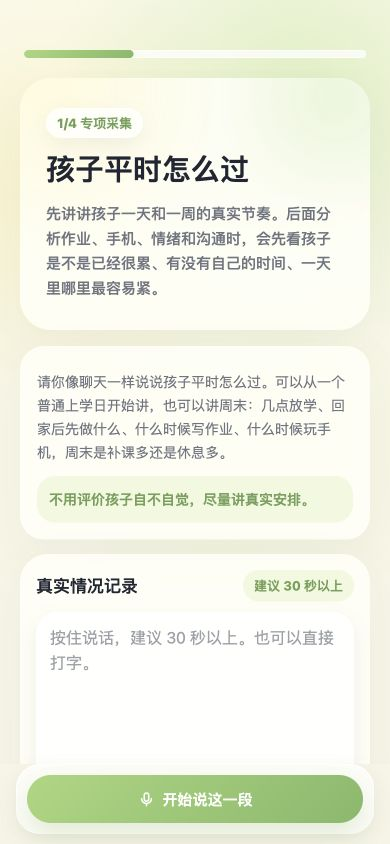 1/4 专项采集
孩子平时怎么过
先讲讲孩子一天和一周的真实节奏。后面分
析作业、手机、情绪和沟通时，会先看孩子
是不是已经很累、有没有自己的时间、一天
里哪里最容易紧。
请你像聊天一样说说孩子平时怎么过。可以从一个
普通上学日开始讲，也可以讲周末：几点放学、回
家后先做什么、什么时候写作业、什么时候玩手
机，周末是补课多还是休息多。
不用评价孩子自不自觉，尽量讲真实安排。
真实情况记录
建议 30 秒以上
按住说话，建议 30 秒以上。也可以直接
打字。
开始说这一段